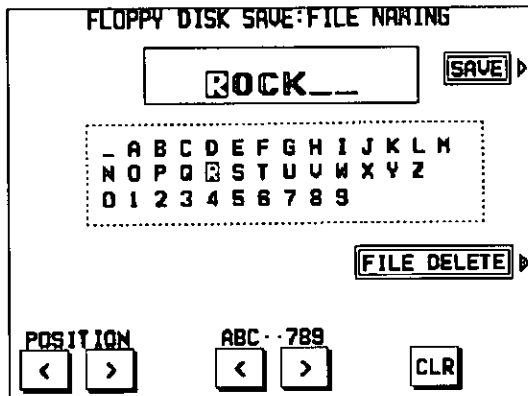 FLOPPY DISK SAVE:FILE NAMING
ROCK__
SAVE
_ A B C D E F G H I J K L M
N O P Q R S T U V W X Y Z
0 1 2 3 4 5 6 7 8 9
FILE DELETE
POSITION ABC··789
< > < > CLR